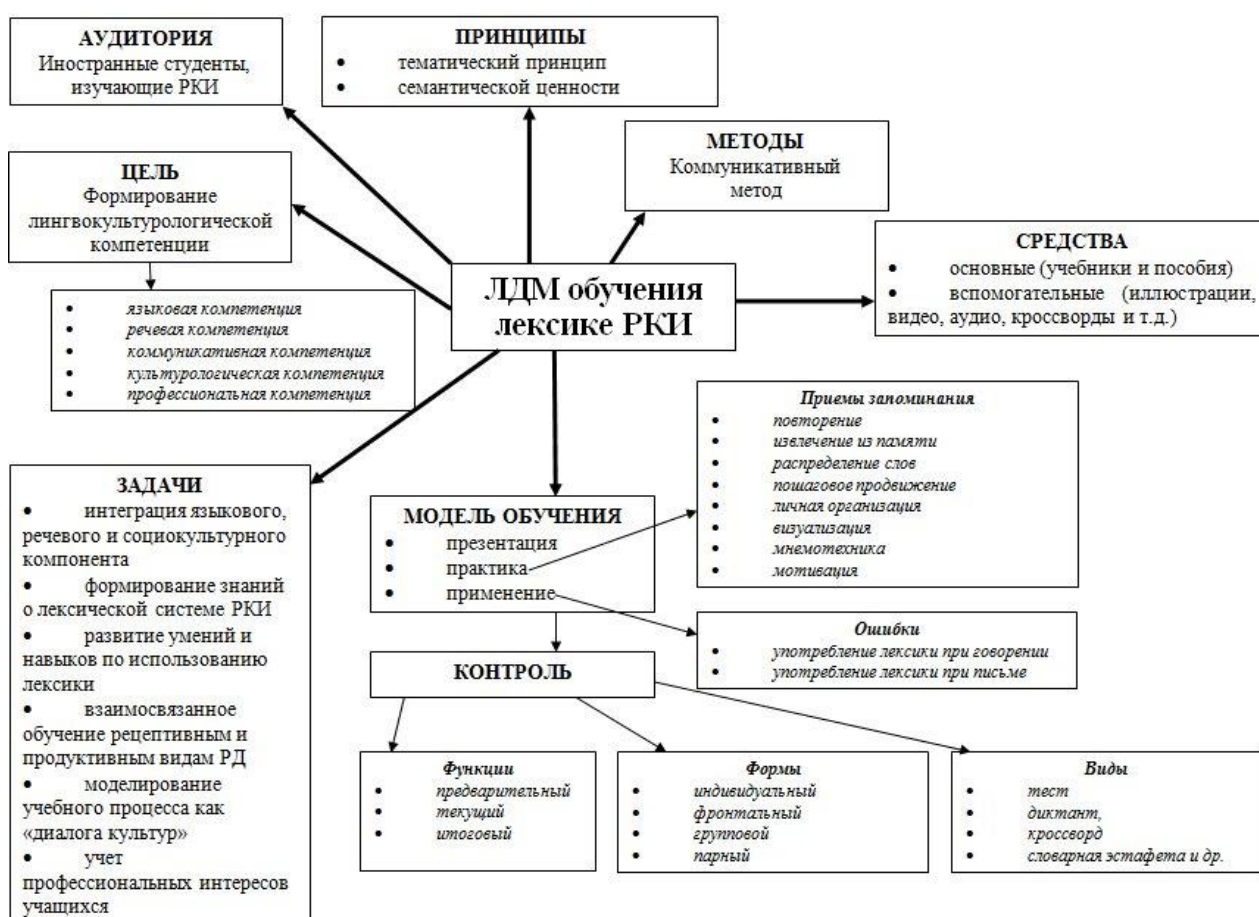 АУДИТОРИЯ
Иностранные студенты,
изучающие РКИ
ПРИНЦИПЫ
• тематический принцип
• семантической ценности
МЕТОДЫ
Коммуникативный
метод
ЦЕЛЬ
Формирование
лингвокультурологической
компетенции
СРЕДСТВА
• основные (учебники и пособия)
• вспомогательные (иллюстрации,
видео, аудио, кроссворды и т.д.)
ЛДМ обучения
лексике РКИ
• языковая компетенция
• речевая компетенция
• коммуникативная компетенция
• культурологическая компетенция
• профессиональная компетенция
Приемы запоминания
• повторение
• извлечение из памяти
• распределение слов
• пошаговое продвижение
• личная организация
• визуализация
• мнемотехника
• мотивация
ЗАДАЧИ
• интеграция языкового,
речевого и социокультурного
компонента
• формирование знаний
о лексической системе РКИ
• развитие умений и
навыков по использованию
лексики
• взаимосвязанное
обучение рецептивным и
продуктивным видам РД
• моделирование
учебного процесса как
«диалога культур»
• учет
профессиональных интересов
учащихся
МОДЕЛЬ ОБУЧЕНИЯ
• презентация
• практика
• применение
Ошибки
• употребление лексики при говорении
• употребление лексики при письме
КОНТРОЛЬ
Функции
• предварительный
• текущий
• итоговый
Формы
• индивидуальный
• фронтальный
• групповой
• парный
Виды
• тест
• диктант,
• кроссворд
• словарная эстафета и др.